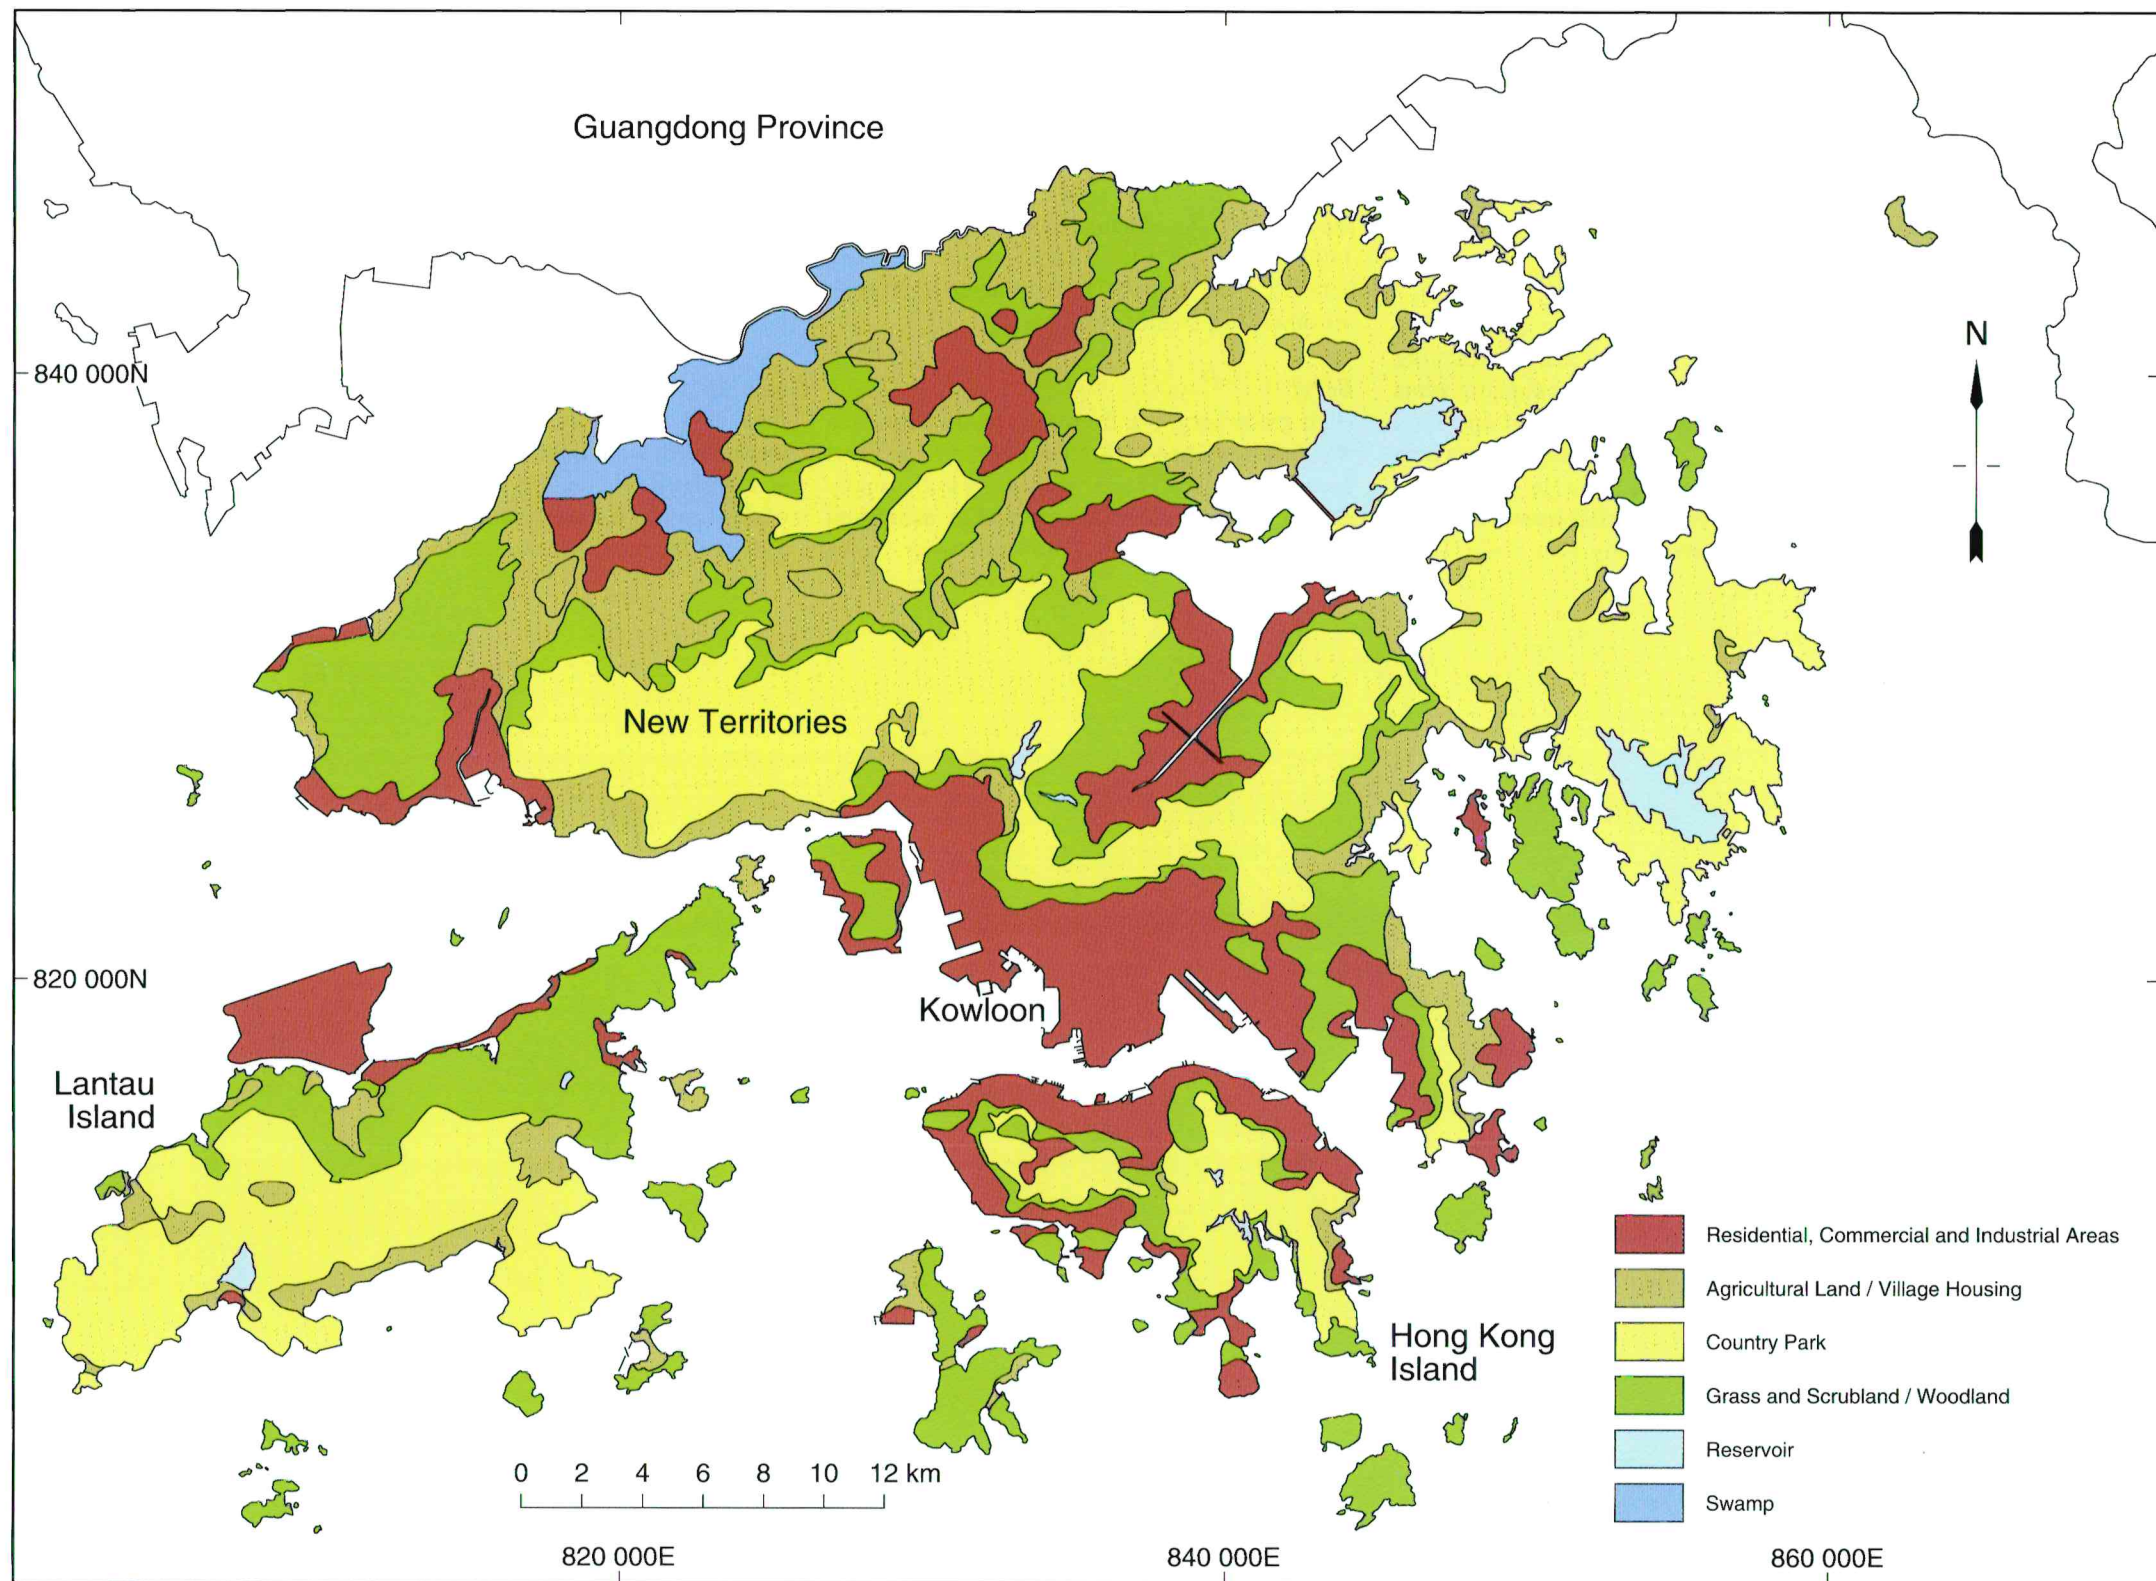 Guangdong Province
N
840 000N
New Territories
820 000N
Kowloon
Lantau
Island
Hong Kong
Island
Residential, Commercial and Industrial Areas
Agricultural Land / Village Housing
Country Park
Grass and Scrubland / Woodland
Reservoir
Swamp
0 2 4 6 8 10 12 km
820 000E 840 000E 860 000E